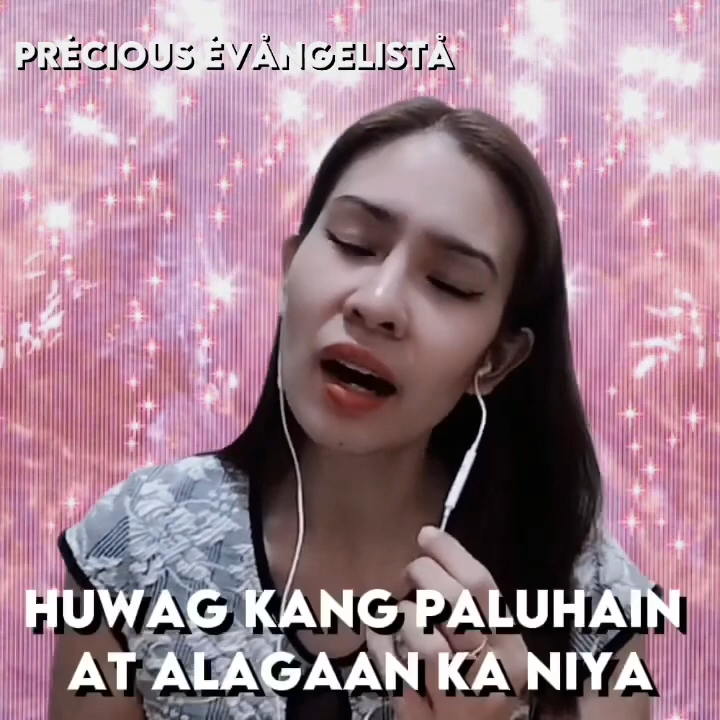 PRÉCIOUS ÉVÅNGELISTÅ
HUWAG KANG PALUHAIN
AT ALAGAAN KA NIYA